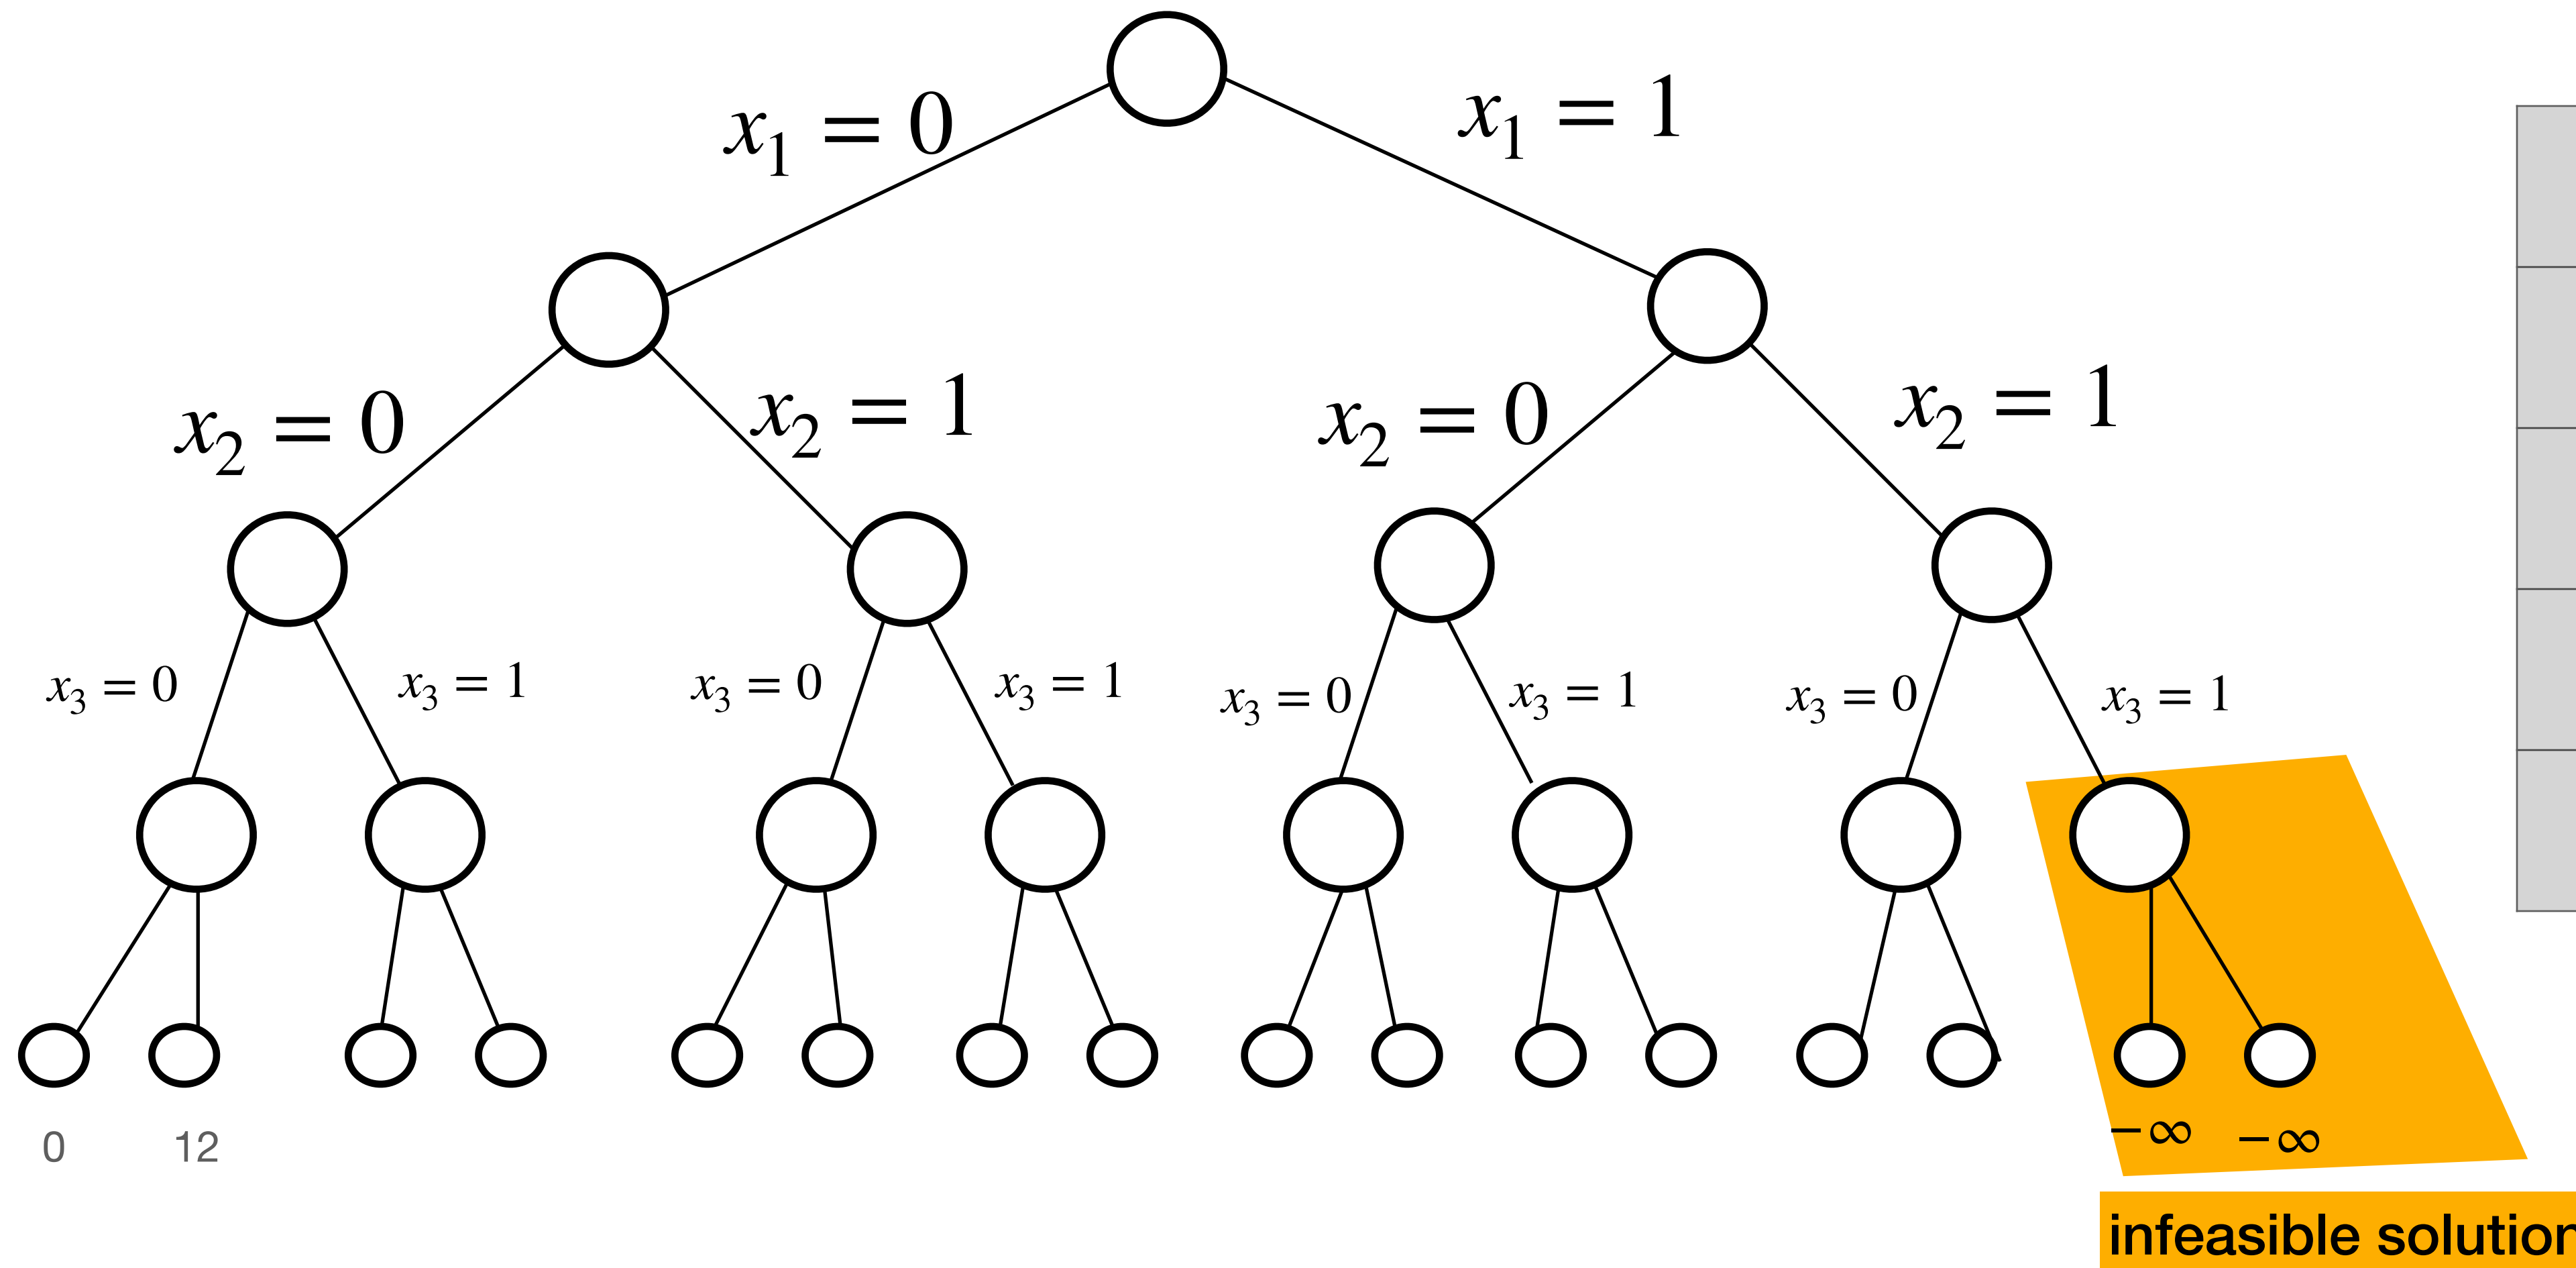 x₁ = 0
x₁ = 1
x₂ = 0
x₂ = 1
x₂ = 0
x₂ = 1
x₃ = 0
x₃ = 1
x₃ = 0
x₃ = 1
x₃ = 0
x₃ = 1
x₃ = 0
x₃ = 1
0
12
−∞
−∞
infeasible solution